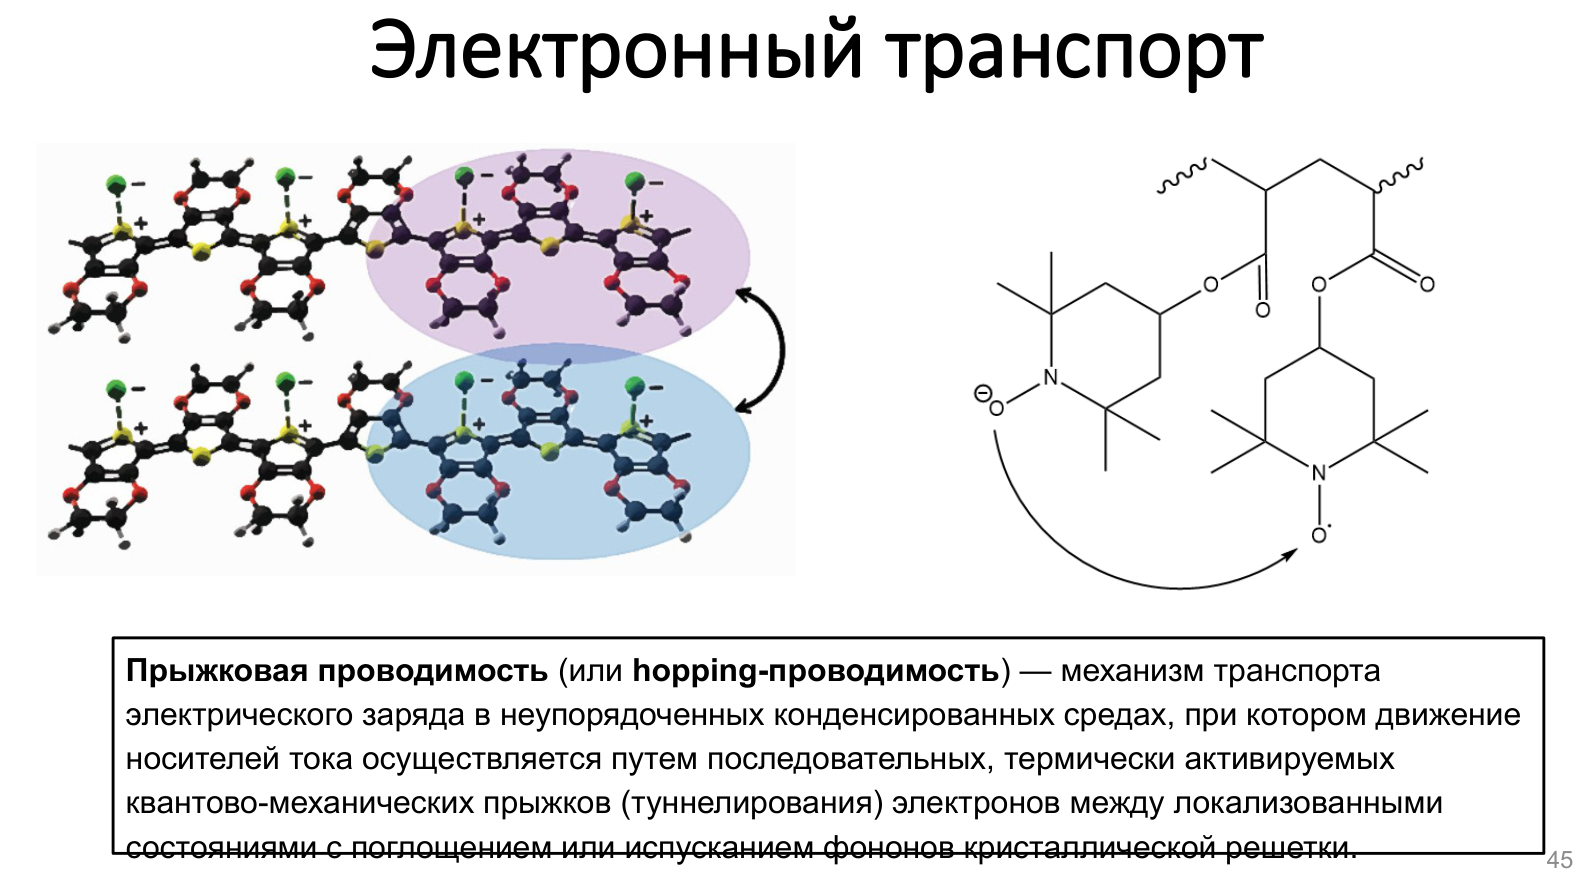 Электронный транспорт
− − − −
+ + + +
− − − −
+ + + +
O O
O O
N
⊖
O
N
O·
Прыжковая проводимость (или hopping-проводимость) — механизм транспорта
электрического заряда в неупорядоченных конденсированных средах, при котором движение
носителей тока осуществляется путем последовательных, термически активируемых
квантово-механических прыжков (туннелирования) электронов между локализованными
состояниями с поглощением или испусканием фононов кристаллической решетки.
45